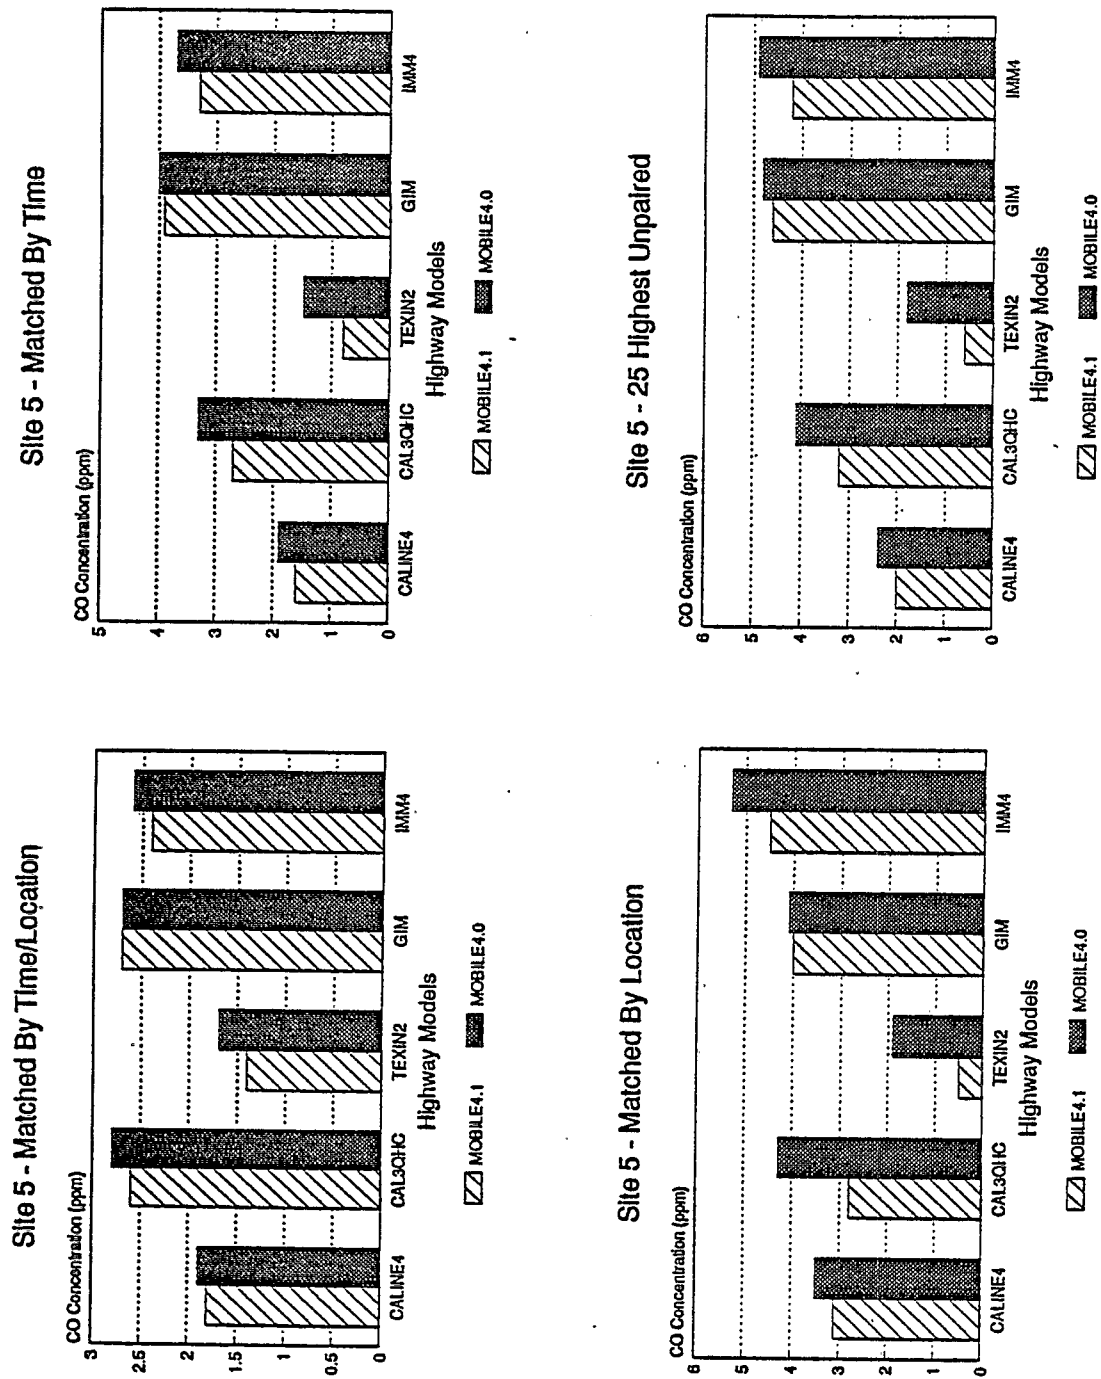 Site 5 - Matched By Time/Location
CO Concentration (ppm)
3
2.5
2
1.5
1
0.5
0
CALINE4 CAL3QHC TEXIN2 GIM IMM4
Highway Models
MOBILE4.1 MOBILE4.0
Site 5 - Matched By Time
CO Concentration (ppm)
5
4
3
2
1
0
CALINE4 CAL3QHC TEXIN2 GIM IMM4
Highway Models
MOBILE4.1 MOBILE4.0
Site 5 - Matched By Location
CO Concentration (ppm)
6
5
4
3
2
1
0
CALINE4 CAL3QHC TEXIN2 GIM IMM4
Highway Models
MOBILE4.1 MOBILE4.0
Site 5 - 25 Highest Unpaired
CO Concentration (ppm)
6
5
4
3
2
1
0
CALINE4 CAL3QHC TEXIN2 GIM IMM4
Highway Models
MOBILE4.1 MOBILE4.0